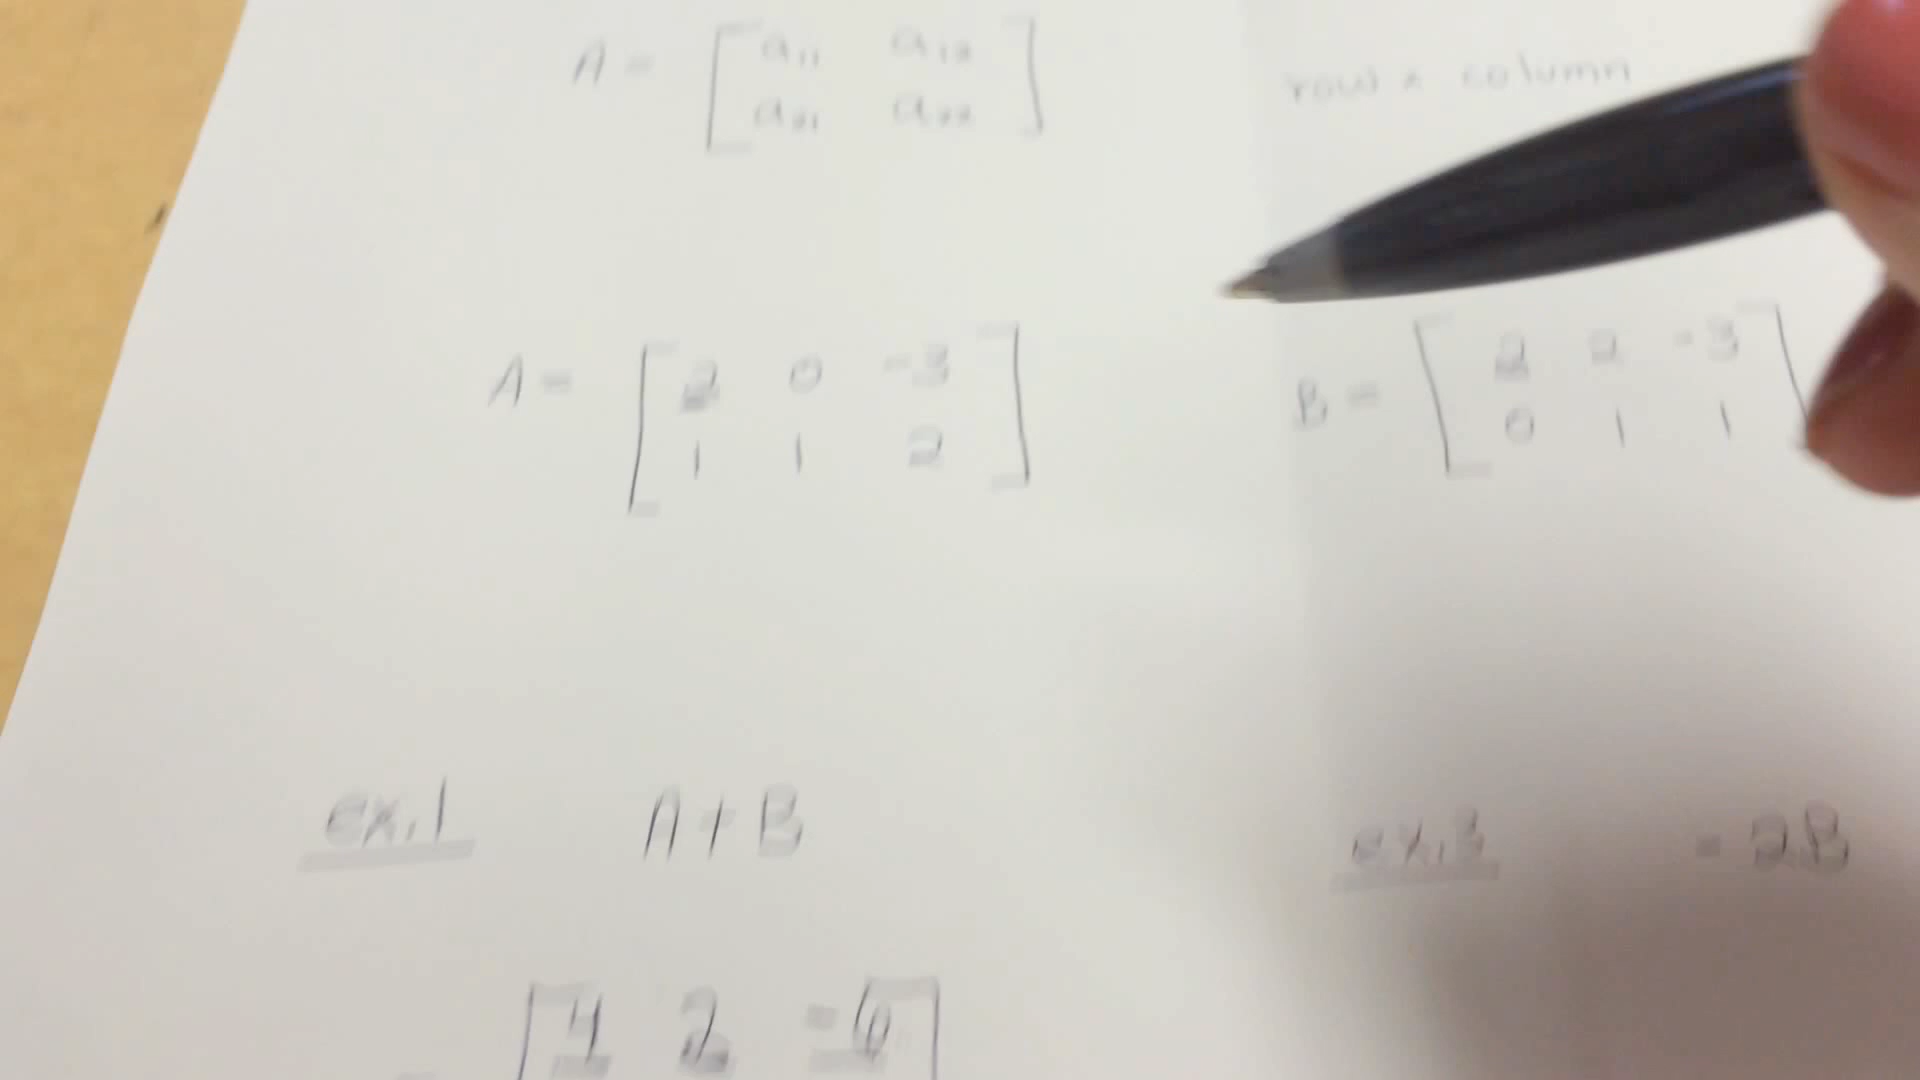 A = [ a11 a12
a21 a22 ]
row x column
A = [ 2 0 -3
1 1 2 ]
B = [ 2 2 -3
0 1 1 ]
ex.1 A + B
ex.3 = 2B
[ 4 2 -6 ]